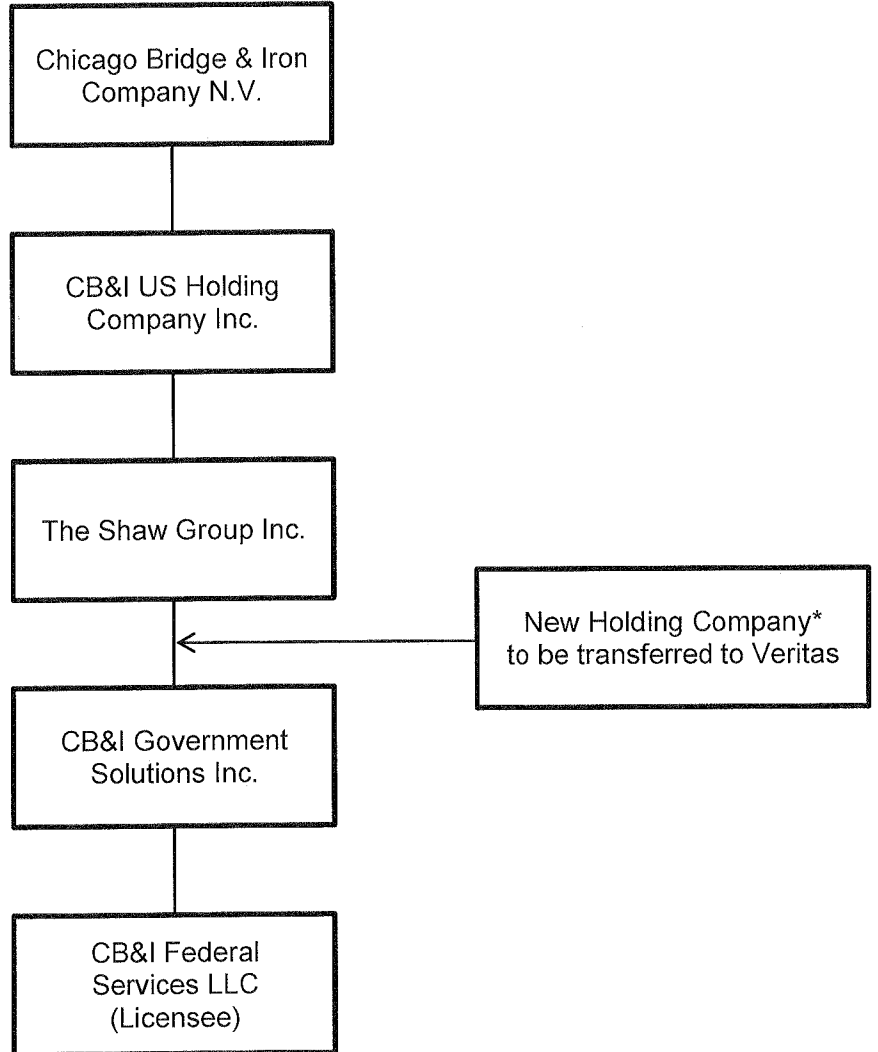 Chicago Bridge & Iron
Company N.V.
CB&I US Holding
Company Inc.
The Shaw Group Inc.
New Holding Company*
to be transferred to Veritas
CB&I Government
Solutions Inc.
CB&I Federal
Services LLC
(Licensee)